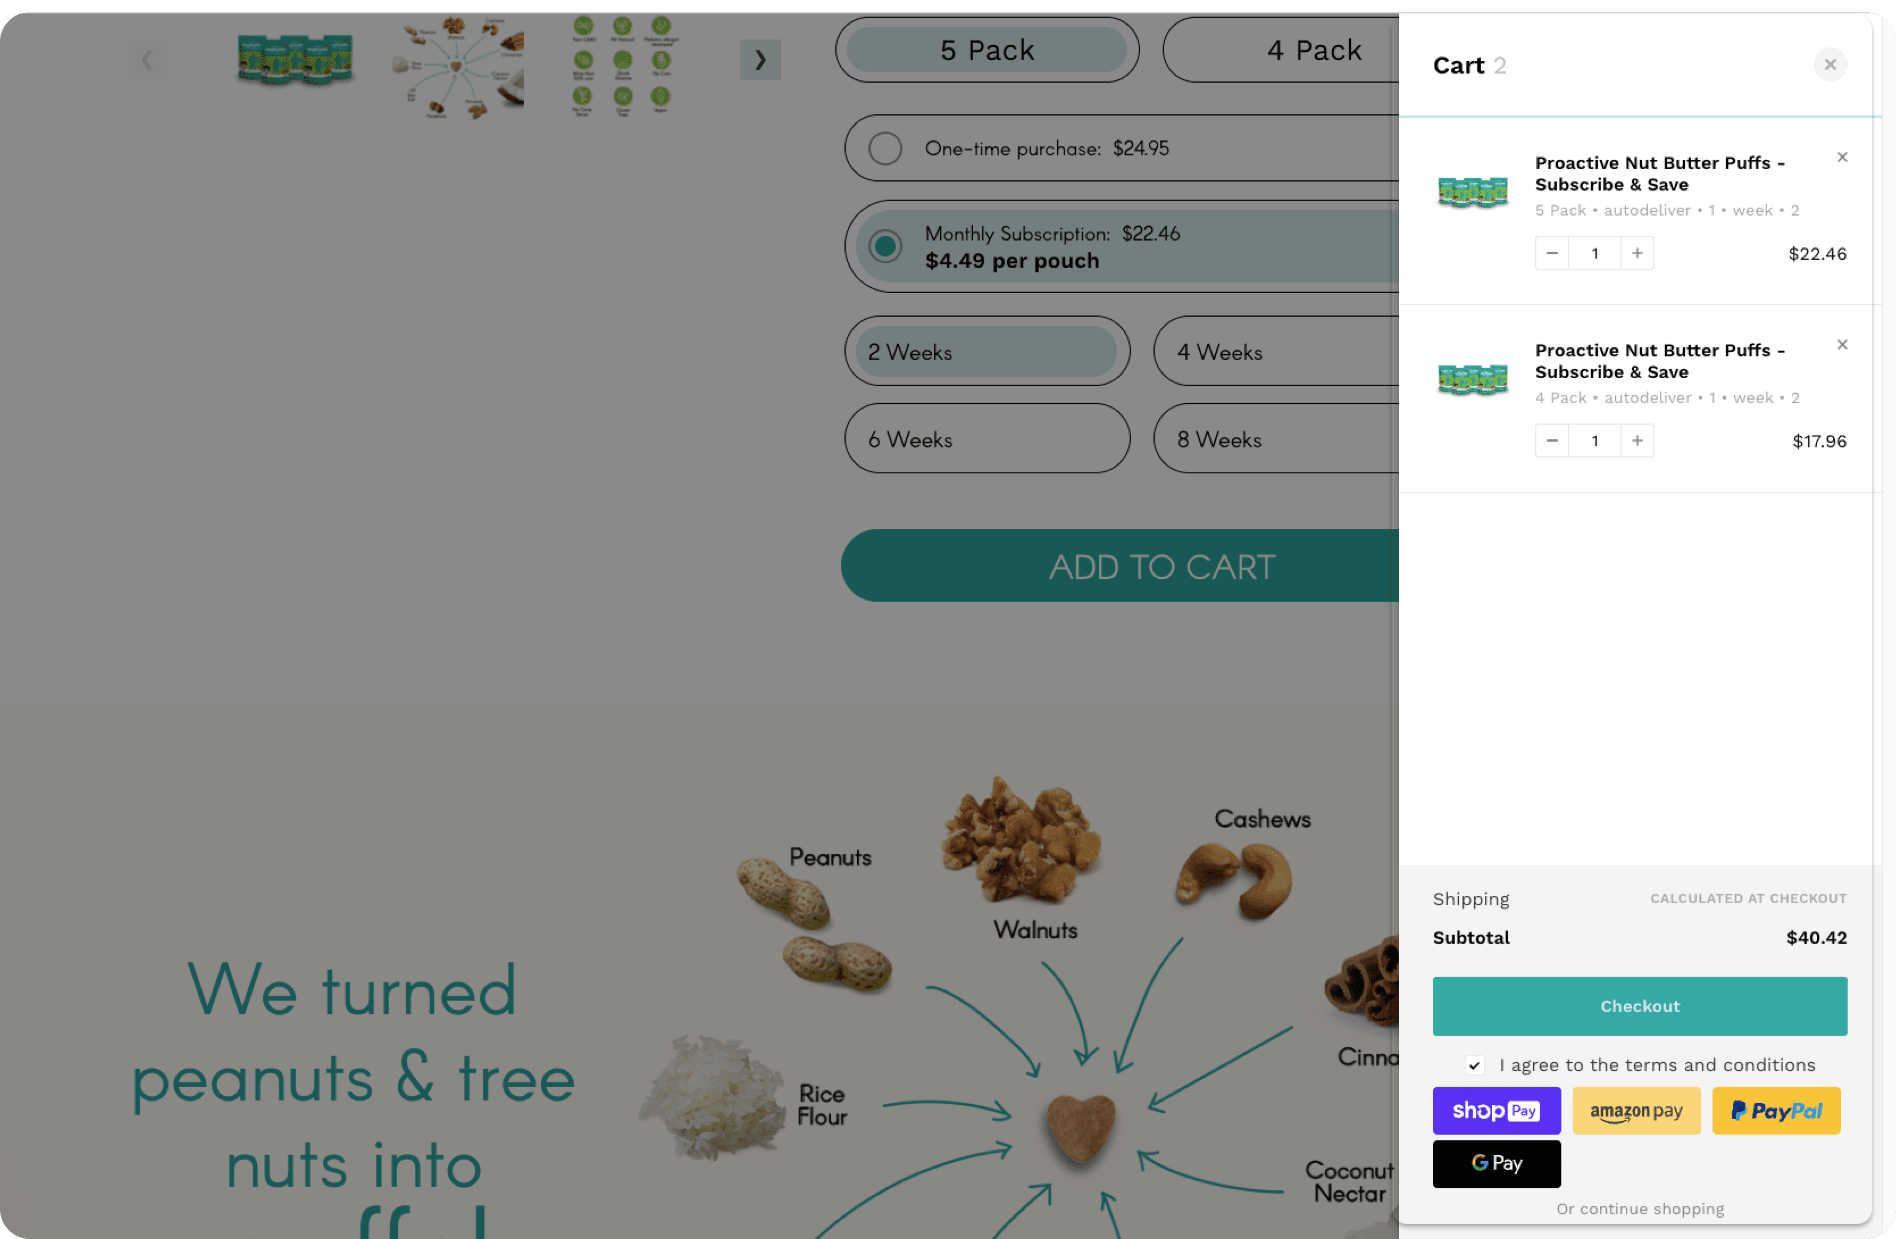 5 Pack
4 Pack
One-time purchase: $24.95
Monthly Subscription: $22.46
$4.49 per pouch
2 Weeks
4 Weeks
6 Weeks
8 Weeks
ADD TO CART
We turned
peanuts & tree
nuts into
Peanuts
Walnuts
Cashews
Cinna
Rice
Flour
Coconut
Nectar
Cart 2
Proactive Nut Butter Puffs -
Subscribe & Save
5 Pack • autodeliver • 1 • week • 2
− 1 + $22.46
Proactive Nut Butter Puffs -
Subscribe & Save
4 Pack • autodeliver • 1 • week • 2
− 1 + $17.96
Shipping CALCULATED AT CHECKOUT
Subtotal $40.42
Checkout
I agree to the terms and conditions
shop Pay
amazon pay
PayPal
G Pay
Or continue shopping